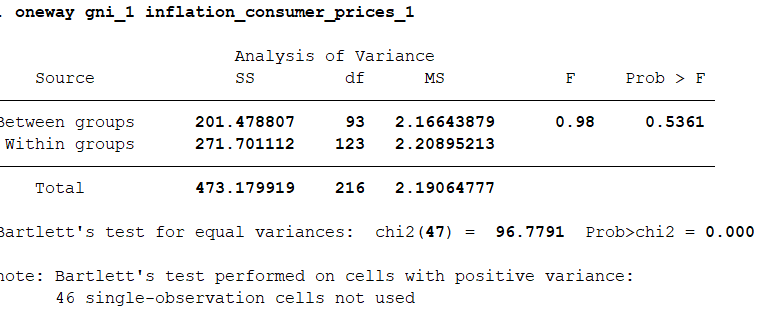 . oneway gni_1 inflation_consumer_prices_1
Analysis of Variance
Source SS df MS F Prob > F
Between groups 201.478807 93 2.16643879 0.98 0.5361
Within groups 271.701112 123 2.20895213
Total 473.179919 216 2.19064777
Bartlett's test for equal variances: chi2(47) = 96.7791 Prob>chi2 = 0.000
note: Bartlett's test performed on cells with positive variance:
46 single-observation cells not used